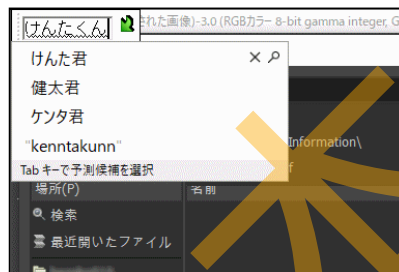 けんたくん
された画像)-3.0 (RGBカラー 8-bit gamma integer, G
けんた君
健太君
ケンタ君
"kenntakunn"
Information\
Tab キーで予測候補を選択
f
場所(P)
名前
検索
最近開いたファイル